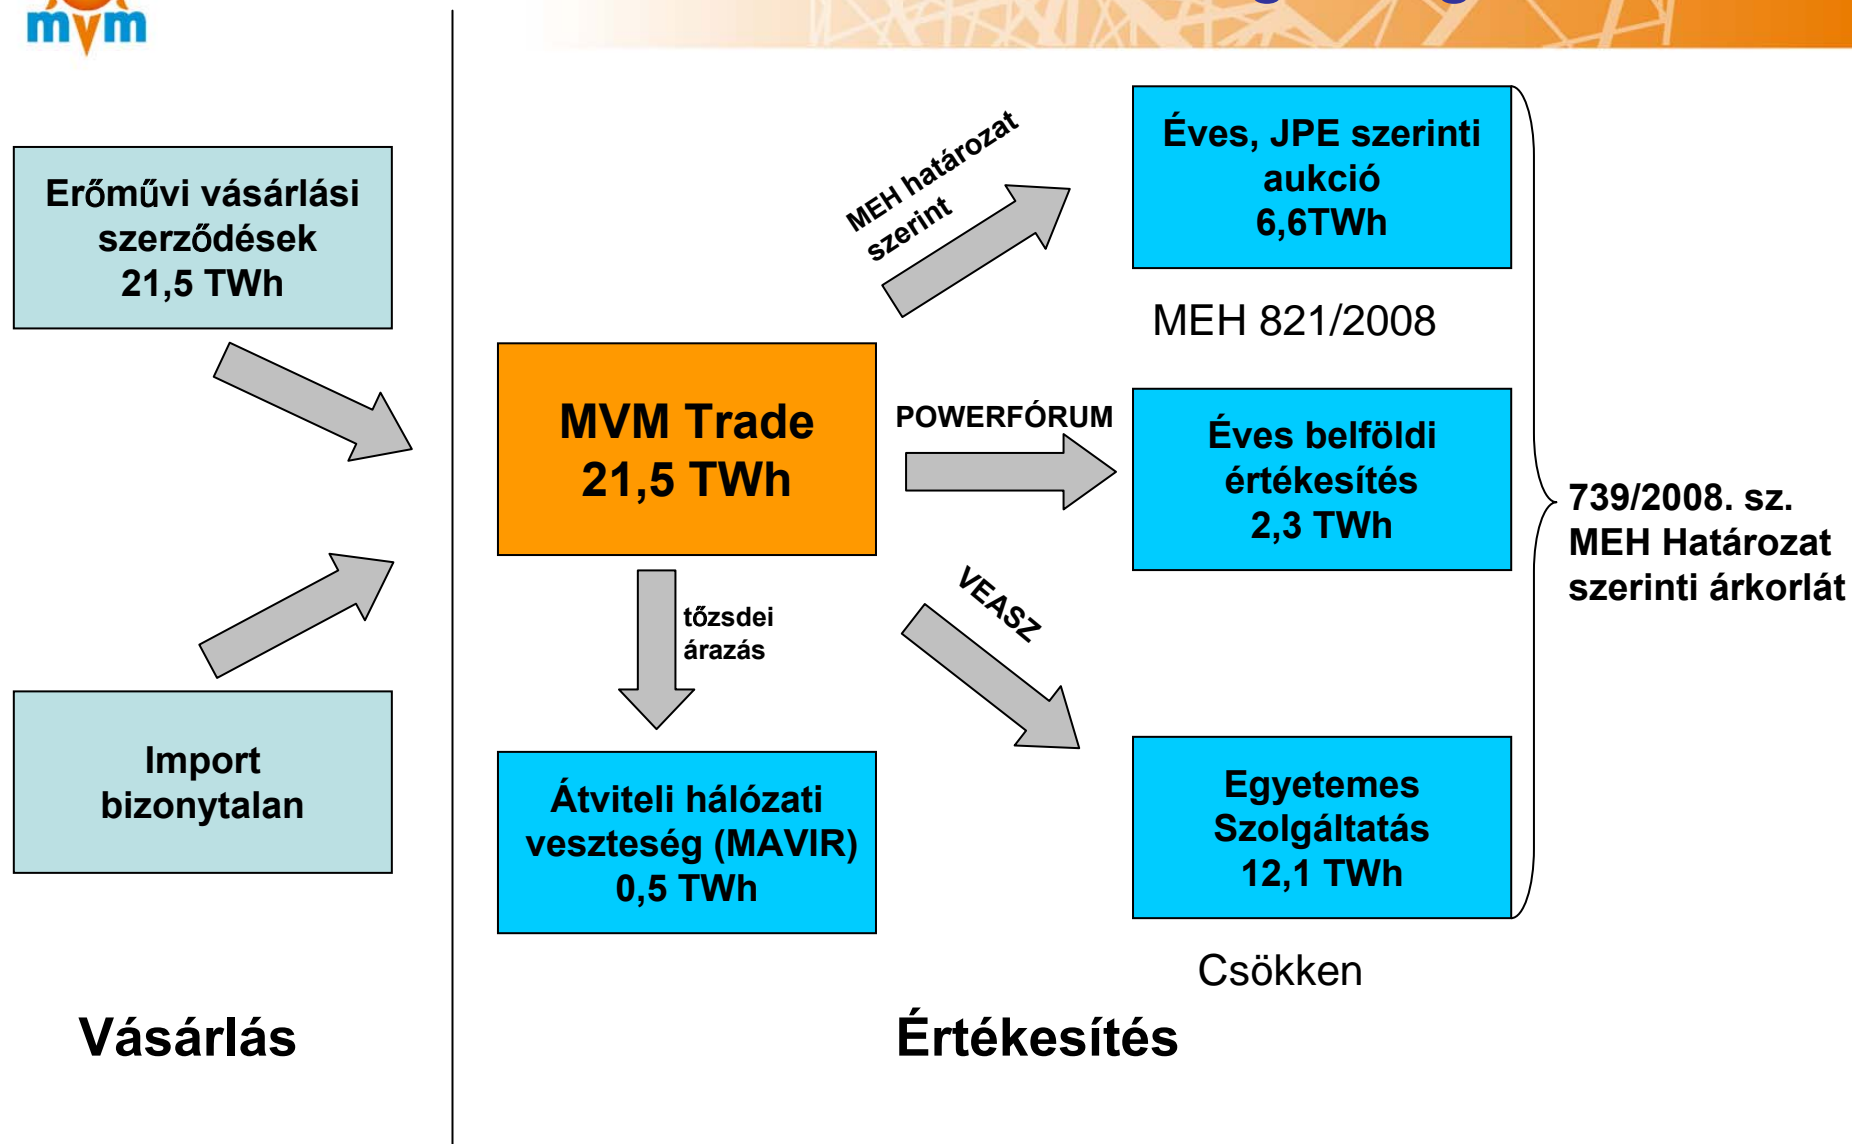 mvm
Erőművi vásárlási
szerződések
21,5 TWh
Import
bizonytalan
Vásárlás
MVM Trade
21,5 TWh
MEH határozat
szerint
POWERFÓRUM
VEASZ
tőzsdei
árazás
Átviteli hálózati
veszteség (MAVIR)
0,5 TWh
Éves, JPE szerinti
aukció
6,6TWh
MEH 821/2008
Éves belföldi
értékesítés
2,3 TWh
Egyetemes
Szolgáltatás
12,1 TWh
Csökken
739/2008. sz.
MEH Határozat
szerinti árkorlát
Értékesítés